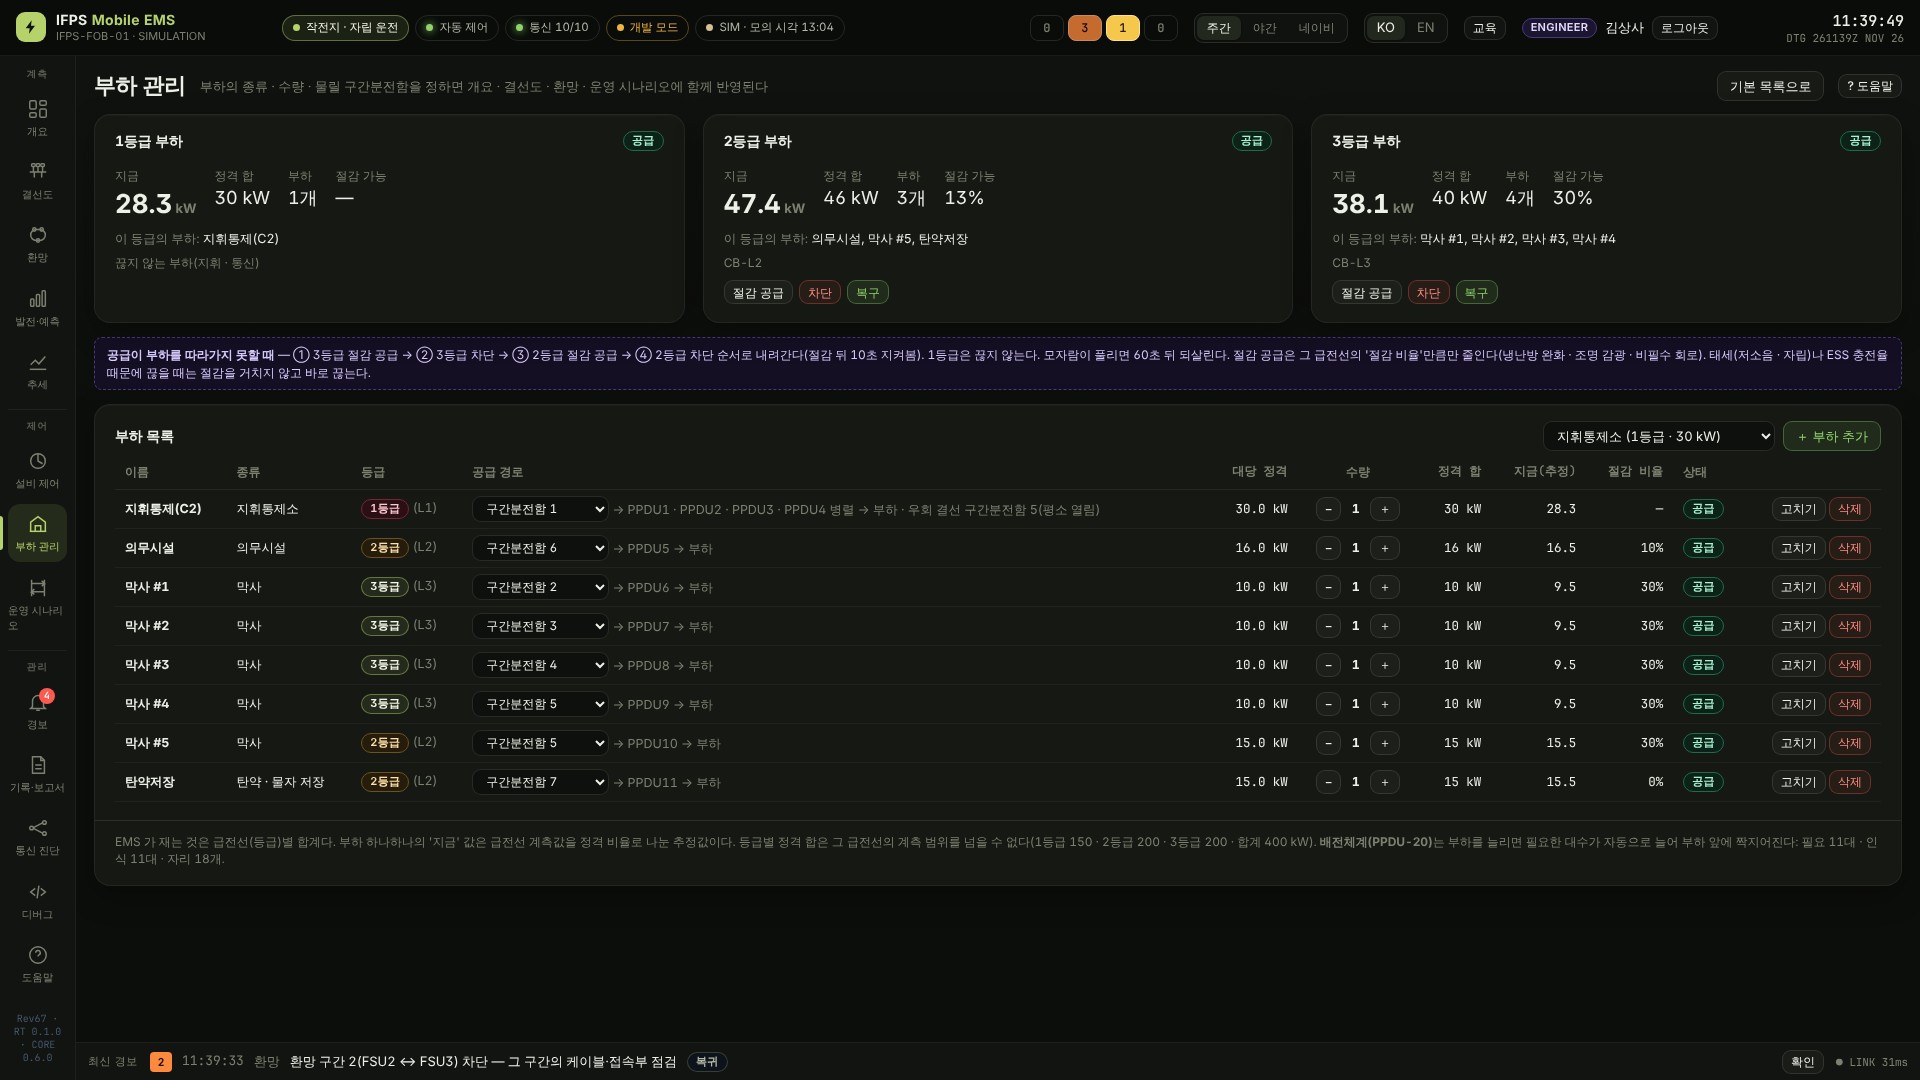 IFPS Mobile EMS
IFPS-FOB-01 · SIMULATION
작전지 · 자립 운전
자동 제어
통신 10/10
개발 모드
SIM · 모의 시각 13:04
0 3 1 0
주간 야간 네이비
KO EN
교육
ENGINEER 김상사 로그아웃
11:39:49
DTG 261139Z NOV 26
계측
개요
결선도
환망
발전·예측
추세
제어
설비 제어
부하 관리
운영 시나리
오
관리
4
경보
기록·보고서
통신 진단
디버그
도움말
Rev67 ·
RT 0.1.0
· CORE
0.6.0
부하 관리 부하의 종류 · 수량 · 물릴 구간분전함을 정하면 개요 · 결선도 · 환망 · 운영 시나리오에 함께 반영된다
기본 목록으로
? 도움말
1등급 부하 공급
지금 정격 합 부하 절감 가능
28.3 kW 30 kW 1개 —
이 등급의 부하: 지휘통제(C2)
끊지 않는 부하(지휘 · 통신)
2등급 부하 공급
지금 정격 합 부하 절감 가능
47.4 kW 46 kW 3개 13%
이 등급의 부하: 의무시설, 막사 #5, 탄약저장
CB-L2
절감 공급 차단 복구
3등급 부하 공급
지금 정격 합 부하 절감 가능
38.1 kW 40 kW 4개 30%
이 등급의 부하: 막사 #1, 막사 #2, 막사 #3, 막사 #4
CB-L3
절감 공급 차단 복구
공급이 부하를 따라가지 못할 때 — ① 3등급 절감 공급 → ② 3등급 차단 → ③ 2등급 절감 공급 → ④ 2등급 차단 순서로 내려간다(절감 뒤 10초 지켜봄). 1등급은 끊지 않는다. 모자람이 풀리면 60초 뒤 되살린다. 절감 공급은 그 급전선의 '절감 비율'만큼만 줄인다(냉난방 완화 · 조명 감광 · 비필수 회로). 태세(저소음 · 자립)나 ESS 충전율
때문에 끊을 때는 절감을 거치지 않고 바로 끊는다.
부하 목록
지휘통제소 (1등급 · 30 kW)
+ 부하 추가
이름 종류 등급 공급 경로 대당 정격 수량 정격 합 지금(추정) 절감 비율 상태
지휘통제(C2) 지휘통제소 1등급 (L1) 구간분전함 1 → PPDU1 · PPDU2 · PPDU3 · PPDU4 병렬 → 부하 · 우회 결선 구간분전함 5(평소 열림) 30.0 kW − 1 + 30 kW 28.3 — 공급 고치기 삭제
의무시설 의무시설 2등급 (L2) 구간분전함 6 → PPDU5 → 부하 16.0 kW − 1 + 16 kW 16.5 10% 공급 고치기 삭제
막사 #1 막사 3등급 (L3) 구간분전함 2 → PPDU6 → 부하 10.0 kW − 1 + 10 kW 9.5 30% 공급 고치기 삭제
막사 #2 막사 3등급 (L3) 구간분전함 3 → PPDU7 → 부하 10.0 kW − 1 + 10 kW 9.5 30% 공급 고치기 삭제
막사 #3 막사 3등급 (L3) 구간분전함 4 → PPDU8 → 부하 10.0 kW − 1 + 10 kW 9.5 30% 공급 고치기 삭제
막사 #4 막사 3등급 (L3) 구간분전함 5 → PPDU9 → 부하 10.0 kW − 1 + 10 kW 9.5 30% 공급 고치기 삭제
막사 #5 막사 2등급 (L2) 구간분전함 5 → PPDU10 → 부하 15.0 kW − 1 + 15 kW 15.5 30% 공급 고치기 삭제
탄약저장 탄약 · 물자 저장 2등급 (L2) 구간분전함 7 → PPDU11 → 부하 15.0 kW − 1 + 15 kW 15.5 0% 공급 고치기 삭제
EMS 가 재는 것은 급전선(등급)별 합계다. 부하 하나하나의 '지금' 값은 급전선 계측값을 정격 비율로 나눈 추정값이다. 등급별 정격 합은 그 급전선의 계측 범위를 넘을 수 없다(1등급 150 · 2등급 200 · 3등급 200 · 합계 400 kW). 배전체계(PPDU-20)는 부하를 늘리면 필요한 대수가 자동으로 늘어 부하 앞에 짝지어진다: 필요 11대 · 인
식 11대 · 자리 18개.
최신 경보 2 11:39:33 환망 환망 구간 2(FSU2 ↔ FSU3) 차단 — 그 구간의 케이블·접속부 점검 복귀
확인
LINK 31ms